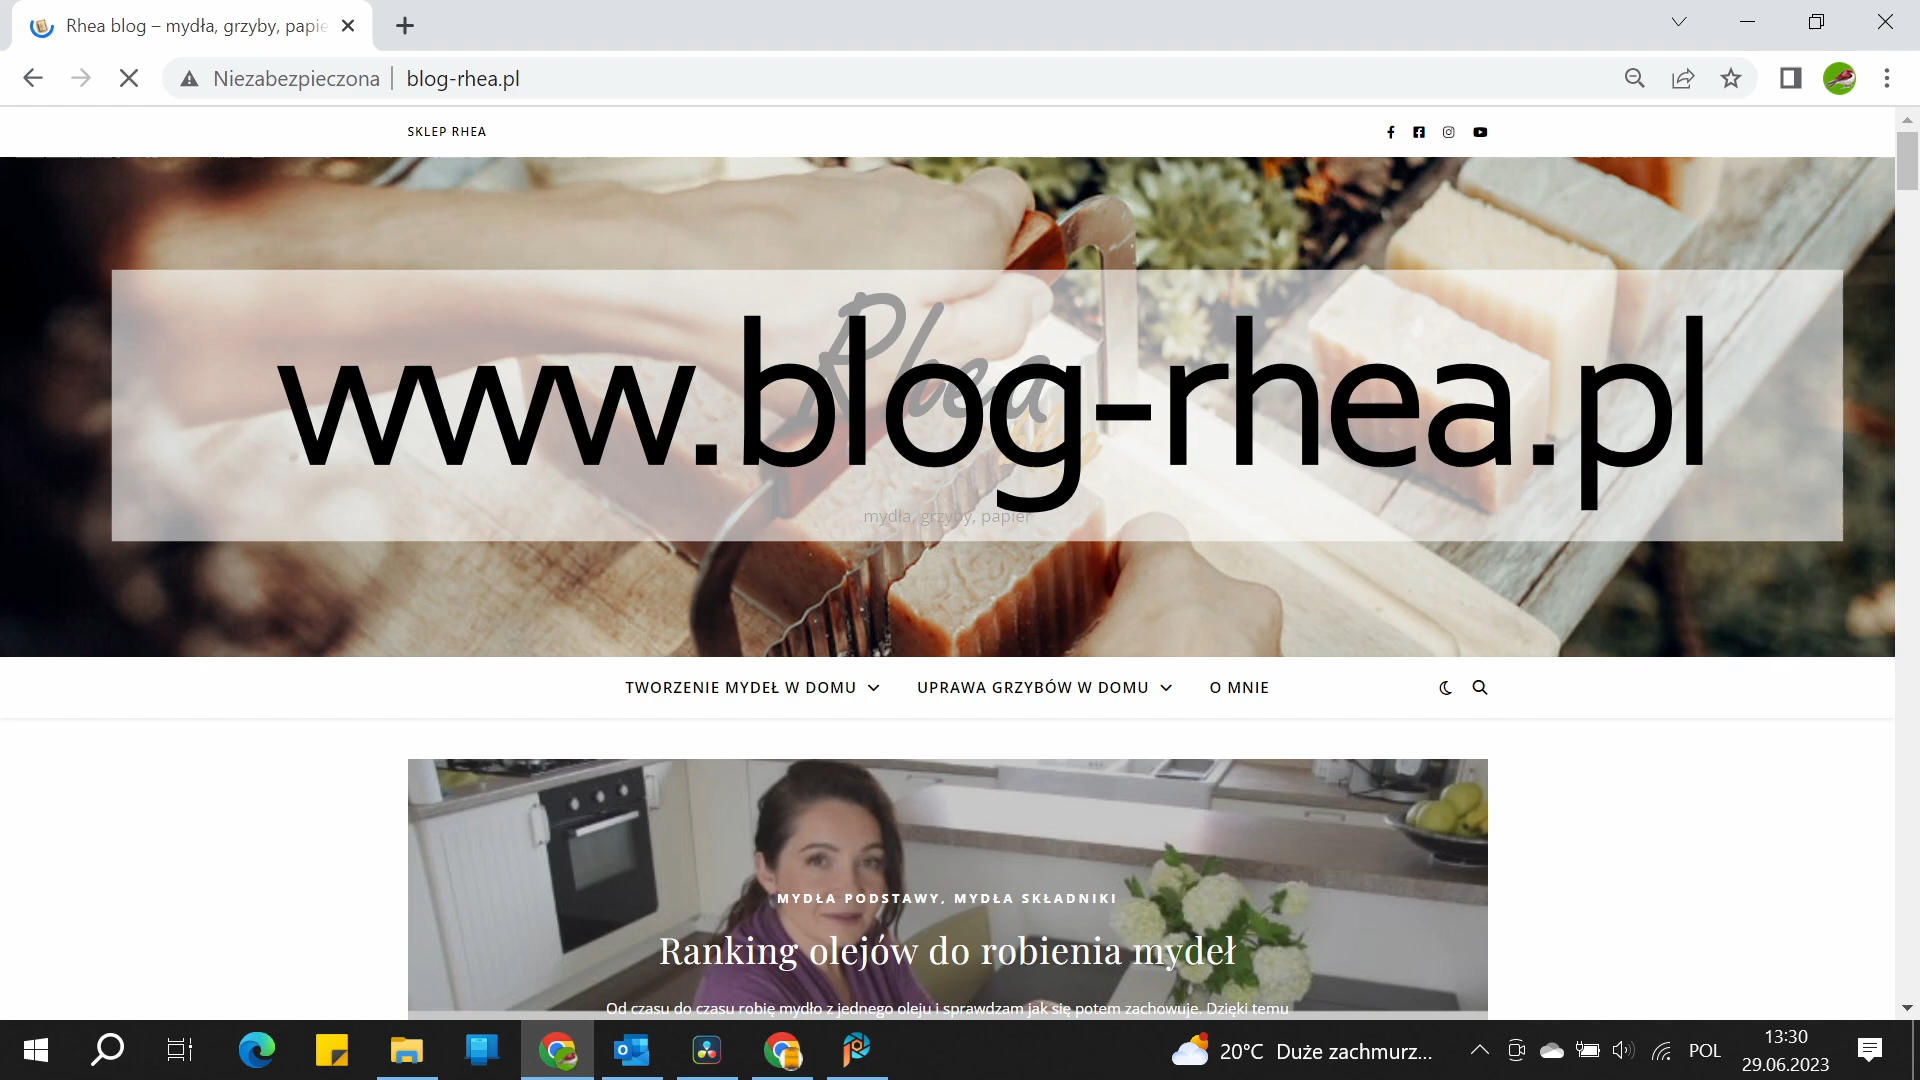 Rhea blog – mydła, grzyby, papie
Niezabezpieczona | blog-rhea.pl
SKLEP RHEA
Rhea
www.blog-rhea.pl
mydła, grzyby, papier
TWORZENIE MYDEŁ W DOMU
UPRAWA GRZYBÓW W DOMU
O MNIE
MYDŁA PODSTAWY, MYDŁA SKŁADNIKI
Ranking olejów do robienia mydeł
Od czasu do czasu robię mydło z jednego oleju i sprawdzam jak się potem zachowuje. Dzięki temu
20°C Duże zachmurz...
POL
13:30
29.06.2023